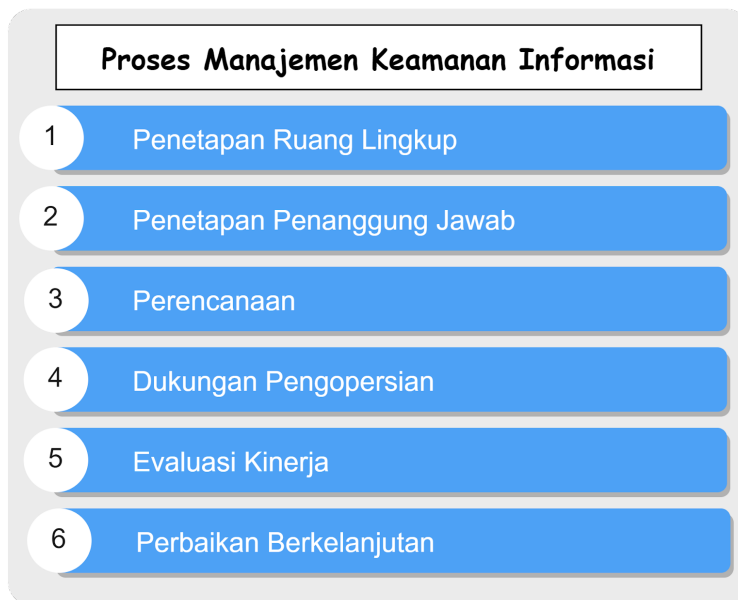 Proses Manajemen Keamanan Informasi
1 Penetapan Ruang Lingkup
2 Penetapan Penanggung Jawab
3 Perencanaan
4 Dukungan Pengopersian
5 Evaluasi Kinerja
6 Perbaikan Berkelanjutan